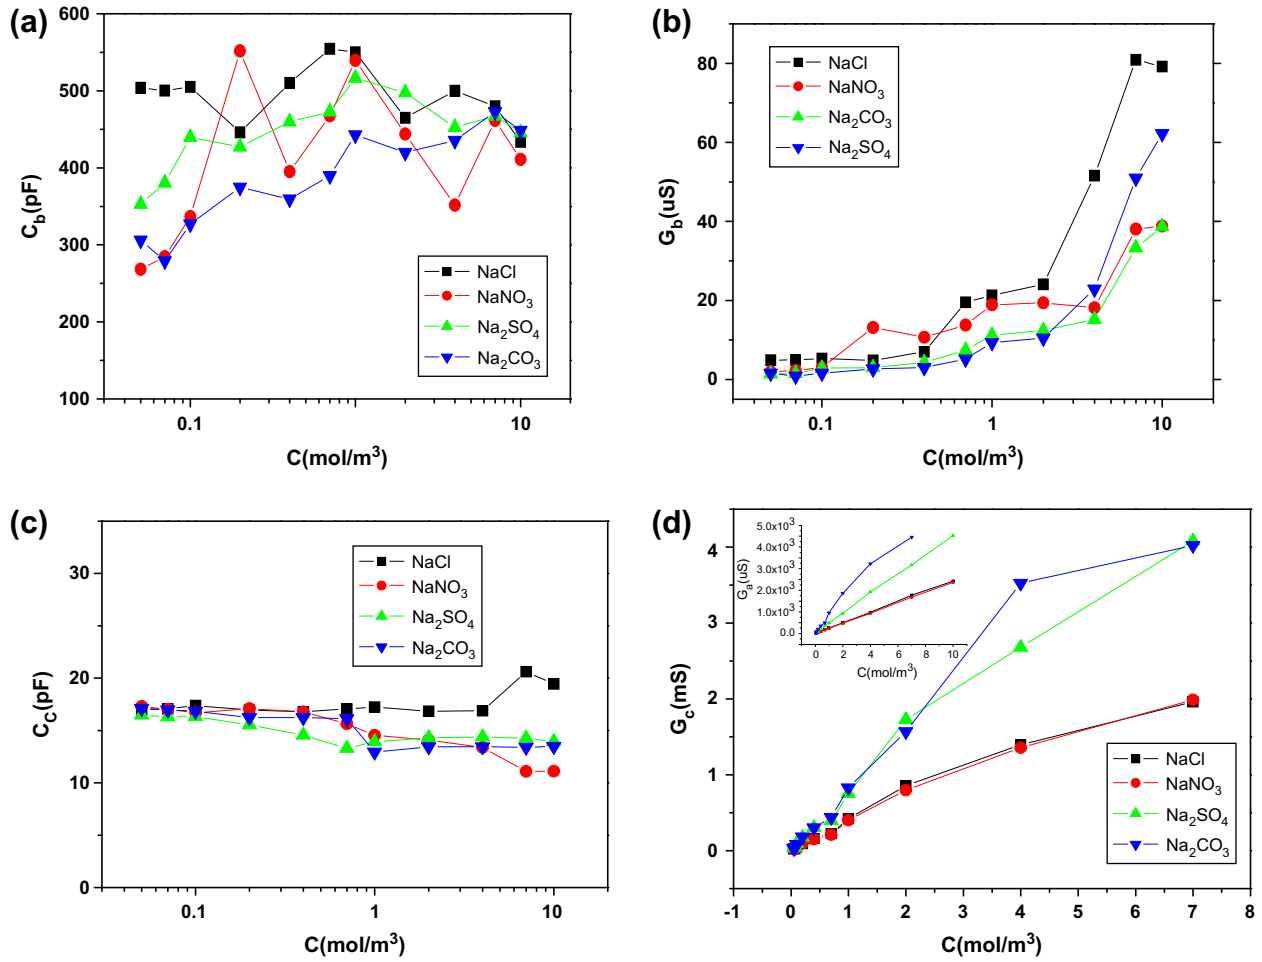 (a)
600
500
400
300
200
100
C_b(pF)
0.1
1
10
C(mol/m³)
NaCl
NaNO₃
Na₂SO₄
Na₂CO₃
(b)
80
60
40
20
0
G_b(uS)
0.1
1
10
C(mol/m³)
NaCl
NaNO₃
Na₂CO₃
Na₂SO₄
(c)
30
20
10
0
C_C(pF)
0.1
1
10
C(mol/m³)
NaCl
NaNO₃
Na₂SO₄
Na₂CO₃
(d)
4
3
2
1
0
G_c(mS)
-1
0
1
2
3
4
5
6
7
8
C(mol/m³)
5.0x10³
4.0x10³
3.0x10³
2.0x10³
1.0x10³
0.0
G_a(uS)
0
2
4
6
8
10
C(mol/m³)
NaCl
NaNO₃
Na₂SO₄
Na₂CO₃